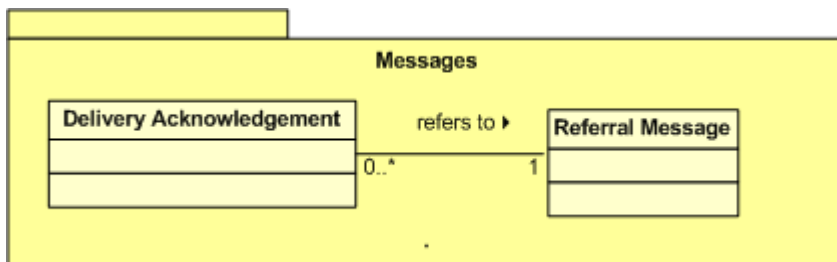 Messages
Delivery Acknowledgement
refers to
Referral Message
0..*
1